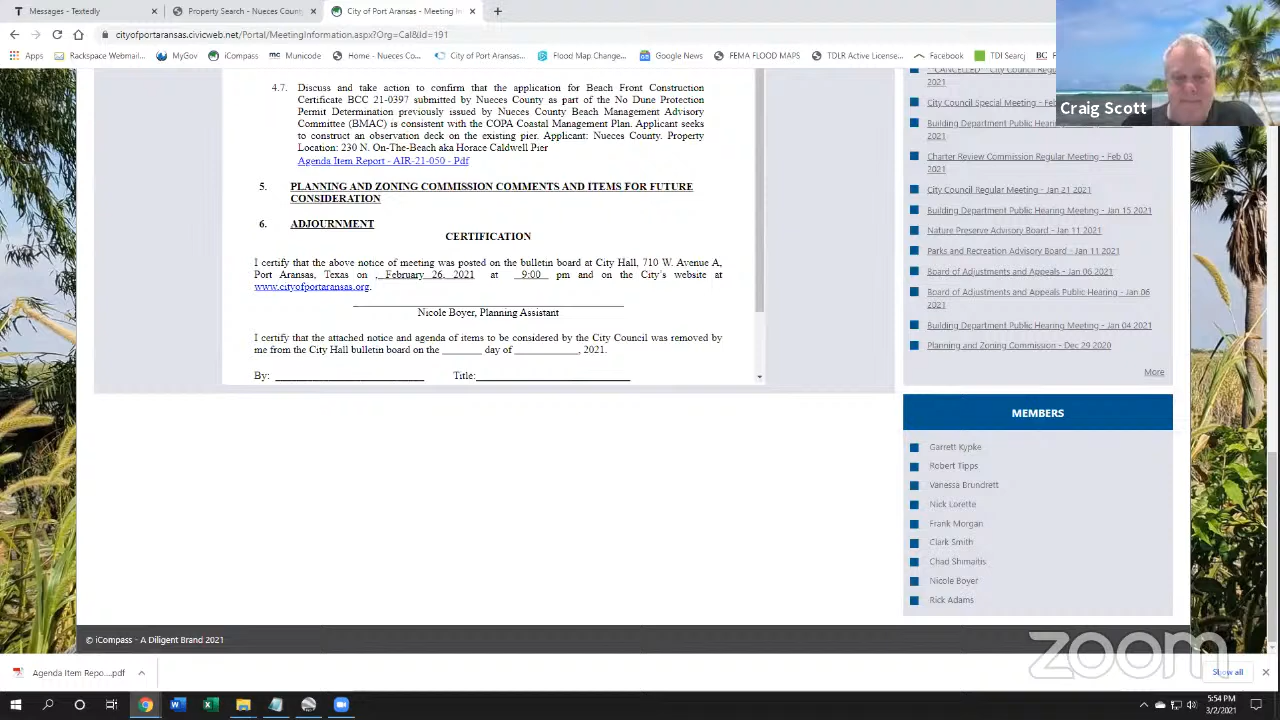 Messages - Textedly
Property Search - Nueces Count
City of Port Aransas - Meeting In
cityofportaransas.civicweb.net/Portal/MeetingInformation.aspx?Org=Cal&Id=191
Apps
Rackspace Webmail...
MyGov
iCompass
Municode
Home - Nueces Co...
City of Port Aransas...
Flood Map Change...
Google News
FEMA FLOOD MAPS
TDLR Active License...
Facebook
TDI Search
BC
Craig Scott
4.7. Discuss and take action to confirm that the application for Beach Front Construction
Certificate BCC 21-0397 submitted by Nueces County as part of the No Dune Protection
Permit Determination previously issued by Nueces County Beach Management Advisory
Committee (BMAC) is consistent with the COPA Coastal Management Plan. Applicant seeks
to construct an observation deck on the existing pier. Applicant: Nueces County. Property
Location: 230 N. On-The-Beach aka Horace Caldwell Pier
Agenda Item Report - AIR-21-050 - Pdf
5. PLANNING AND ZONING COMMISSION COMMENTS AND ITEMS FOR FUTURE
CONSIDERATION
6. ADJOURNMENT
CERTIFICATION
I certify that the above notice of meeting was posted on the bulletin board at City Hall, 710 W. Avenue A,
Port Aransas, Texas on , February 26, 2021 at 9:00 pm and on the City's website at
www.cityofportaransas.org.
Nicole Boyer, Planning Assistant
I certify that the attached notice and agenda of items to be considered by the City Council was removed by
me from the City Hall bulletin board on the ________ day of ____________, 2021.
By: ____________________________ Title:____________________________
**CANCELLED** City Council Regu
2021
City Council Special Meeting - Feb
Building Department Public Hearing Meeting - Feb 03
2021
Charter Review Commission Regular Meeting - Feb 03
2021
City Council Regular Meeting - Jan 21 2021
Building Department Public Hearing Meeting - Jan 15 2021
Nature Preserve Advisory Board - Jan 11 2021
Parks and Recreation Advisory Board - Jan 11 2021
Board of Adjustments and Appeals - Jan 06 2021
Board of Adjustments and Appeals Public Hearing - Jan 06
2021
Building Department Public Hearing Meeting - Jan 04 2021
Planning and Zoning Commission - Dec 29 2020
More
MEMBERS
Garrett Kypke
Robert Tipps
Vanessa Brundrett
Nick Lorette
Frank Morgan
Clark Smith
Chad Shimaitis
Nicole Boyer
Rick Adams
© iCompass - A Diligent Brand 2021
zoom
Agenda Item Repo....pdf
Show all
5:54 PM
3/2/2021